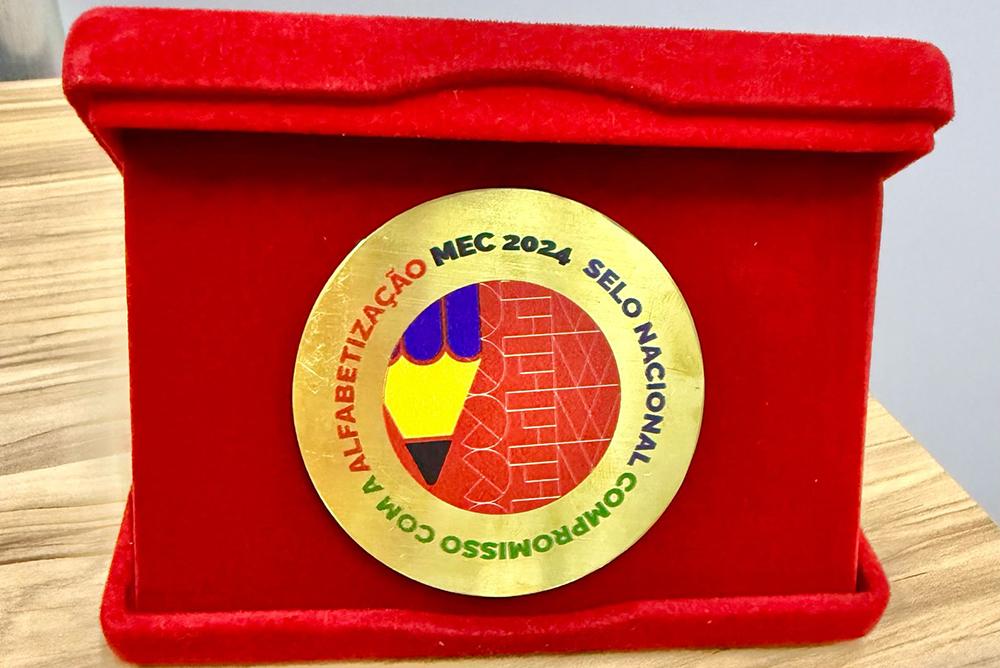 MEC 2024
SELO NACIONAL COMPROMISSO COM A ALFABETIZAÇÃO